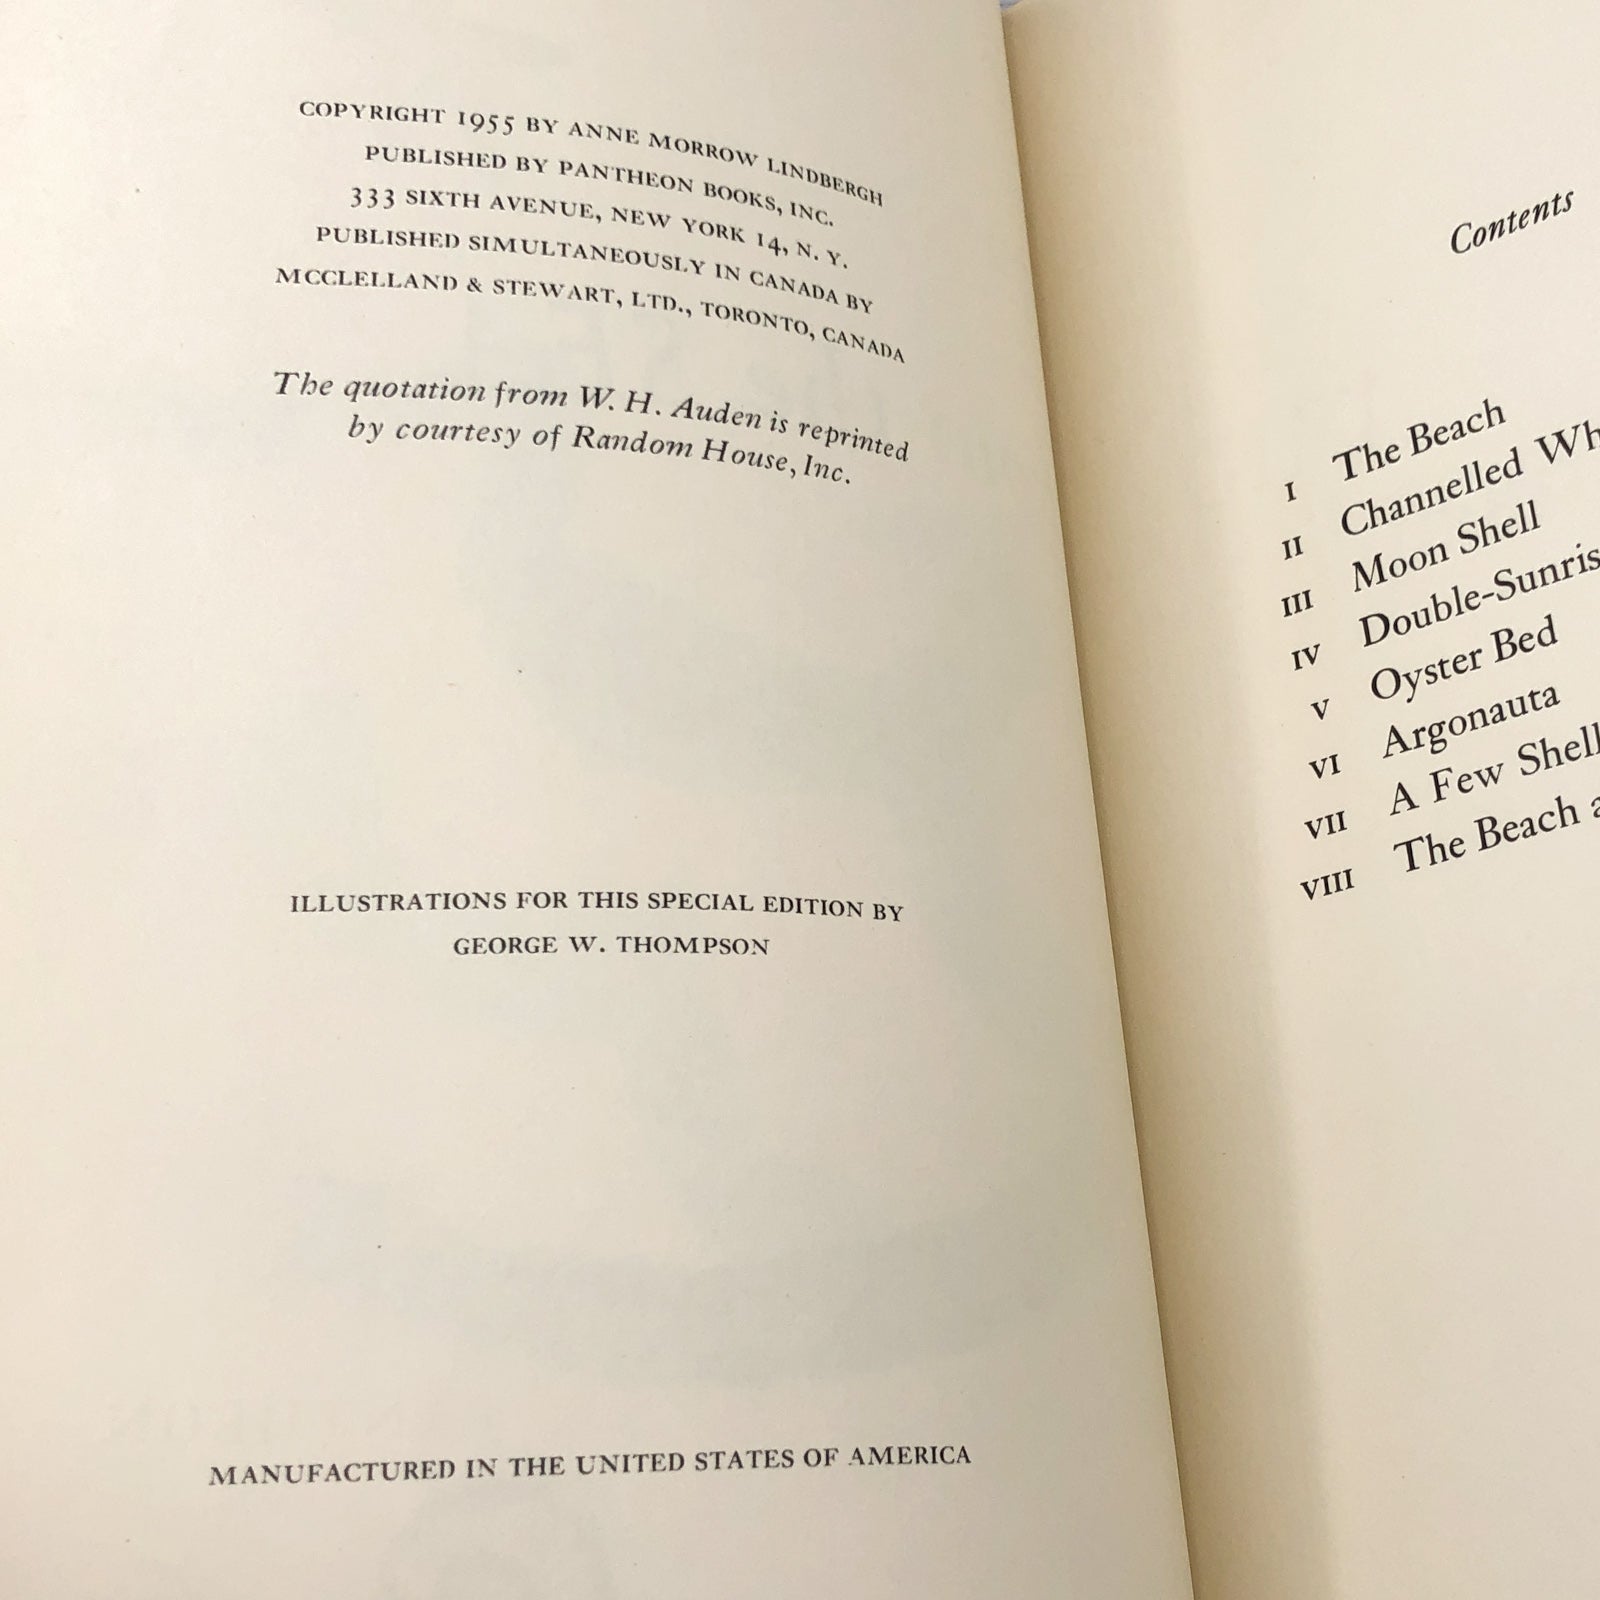 COPYRIGHT 1955 BY ANNE MORROW LINDBERGH
PUBLISHED BY PANTHEON BOOKS, INC.
333 SIXTH AVENUE, NEW YORK 14, N. Y.
PUBLISHED SIMULTANEOUSLY IN CANADA BY
MCCLELLAND & STEWART, LTD., TORONTO, CANADA
The quotation from W. H. Auden is reprinted
by courtesy of Random House, Inc.
ILLUSTRATIONS FOR THIS SPECIAL EDITION BY
GEORGE W. THOMPSON
MANUFACTURED IN THE UNITED STATES OF AMERICA
Contents
I The Beach
II Channelled
III Moon Shell
IV
V Oyster Bed
VI Argonauta
VII A Few
VIII The Beach